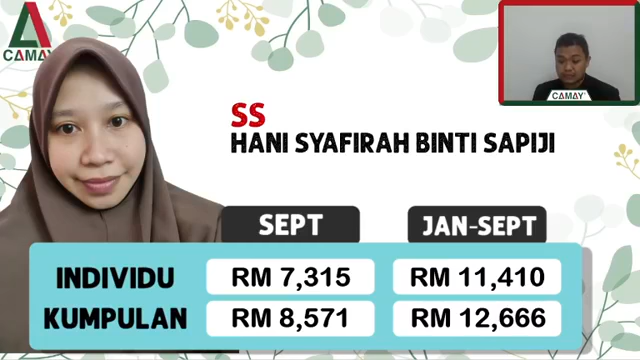 CAMAY
CAMAY
SS
HANI SYAFIRAH BINTI SAPIJI
SEPT JAN-SEPT
INDIVIDU RM 7,315 RM 11,410
KUMPULAN RM 8,571 RM 12,666